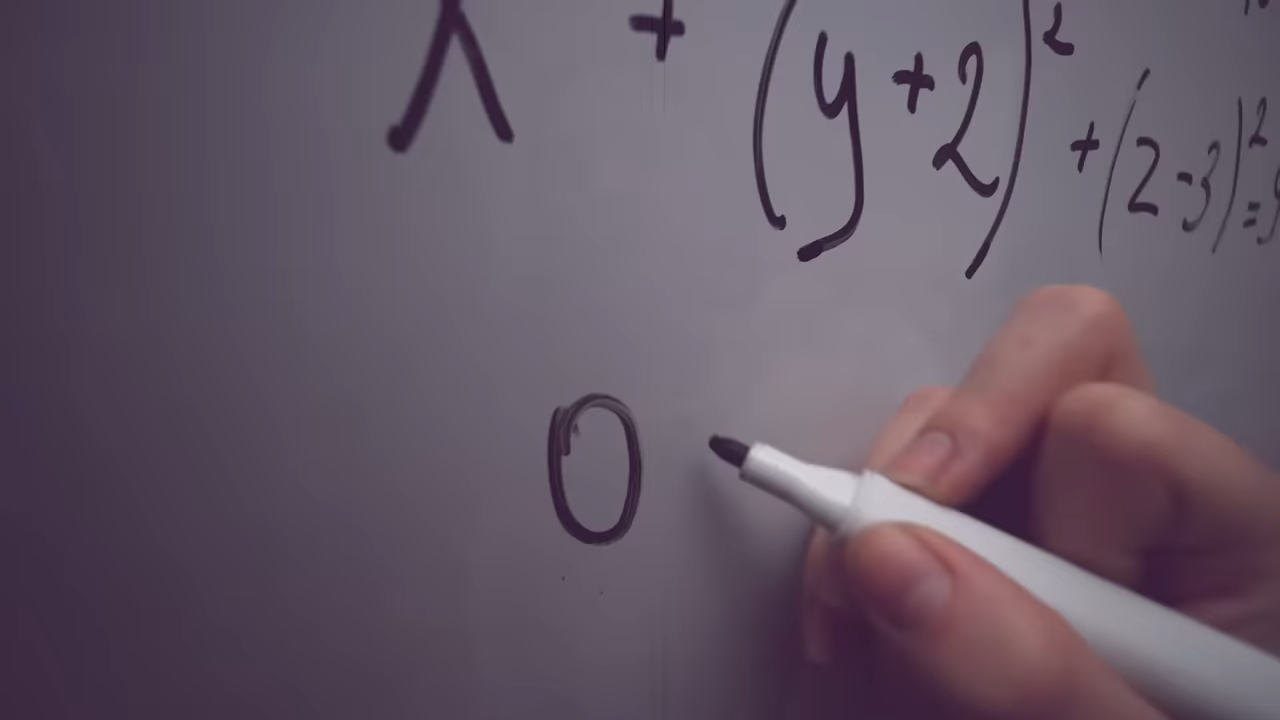 + (y+2)² + (2-3)² =
0